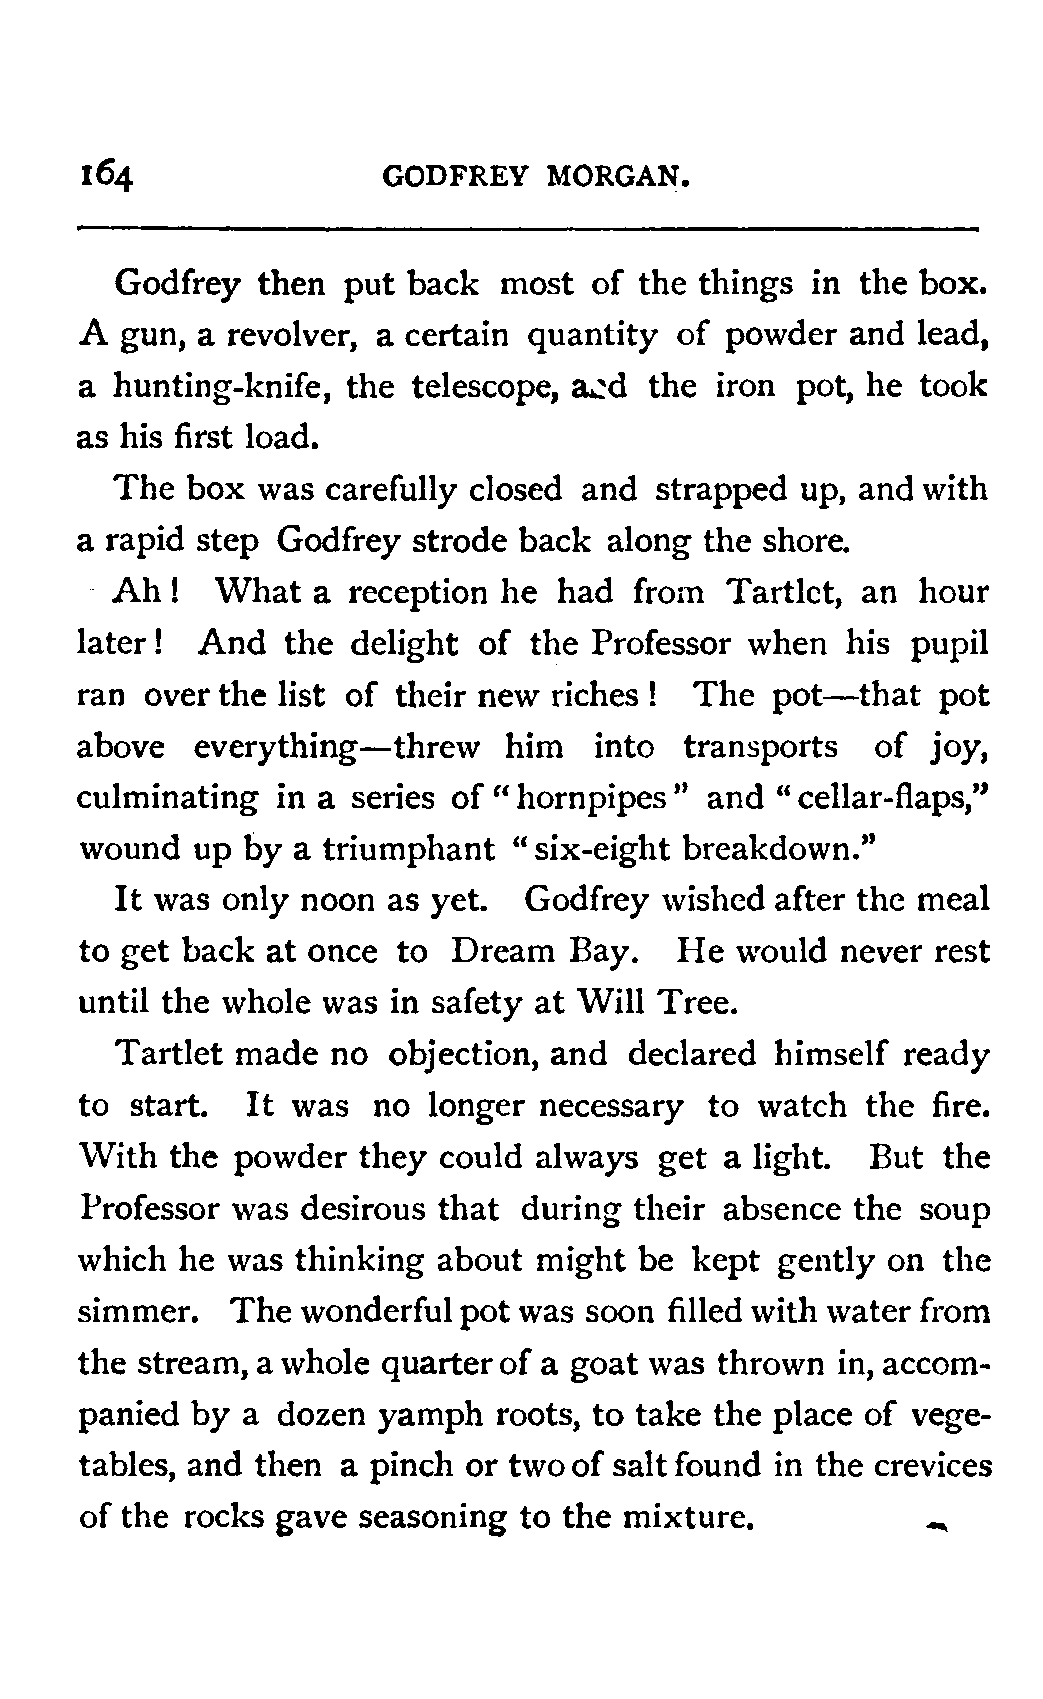 164 GODFREY MORGAN.
Godfrey then put back most of the things in the box.
A gun, a revolver, a certain quantity of powder and lead,
a hunting-knife, the telescope, and the iron pot, he took
as his first load.
The box was carefully closed and strapped up, and with
a rapid step Godfrey strode back along the shore.
Ah! What a reception he had from Tartlet, an hour
later! And the delight of the Professor when his pupil
ran over the list of their new riches! The pot—that pot
above everything—threw him into transports of joy,
culminating in a series of "hornpipes" and "cellar-flaps,"
wound up by a triumphant "six-eight breakdown."
It was only noon as yet. Godfrey wished after the meal
to get back at once to Dream Bay. He would never rest
until the whole was in safety at Will Tree.
Tartlet made no objection, and declared himself ready
to start. It was no longer necessary to watch the fire.
With the powder they could always get a light. But the
Professor was desirous that during their absence the soup
which he was thinking about might be kept gently on the
simmer. The wonderful pot was soon filled with water from
the stream, a whole quarter of a goat was thrown in, accom-
panied by a dozen yamph roots, to take the place of vege-
tables, and then a pinch or two of salt found in the crevices
of the rocks gave seasoning to the mixture.